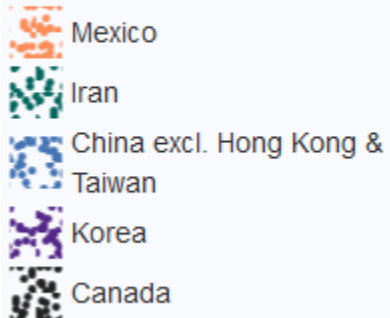 Mexico
Iran
China excl. Hong Kong &
Taiwan
Korea
Canada